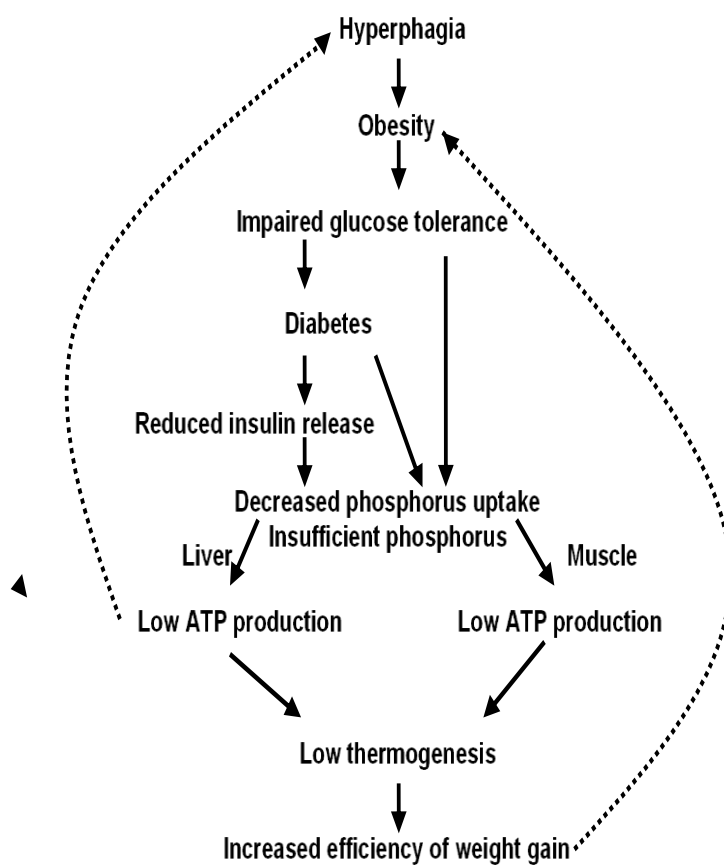 Hyperphagia
Obesity
Impaired glucose tolerance
Diabetes
Reduced insulin release
Decreased phosphorus uptake
Insufficient phosphorus
Liver
Muscle
Low ATP production
Low ATP production
Low thermogenesis
Increased efficiency of weight gain